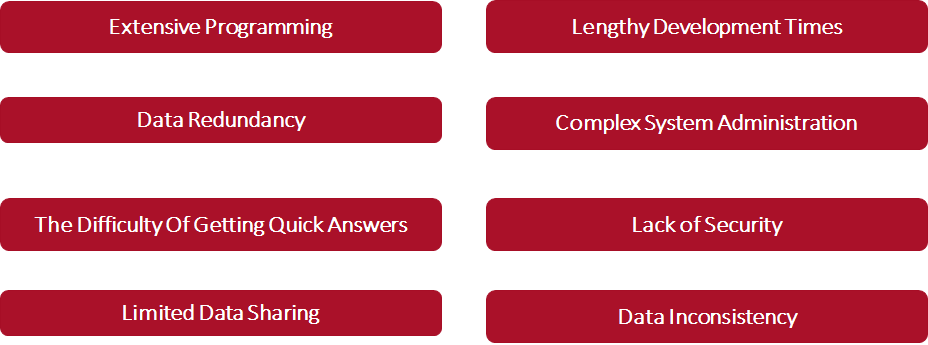 Extensive Programming
Lengthy Development Times
Data Redundancy
Complex System Administration
The Difficulty Of Getting Quick Answers
Lack of Security
Limited Data Sharing
Data Inconsistency